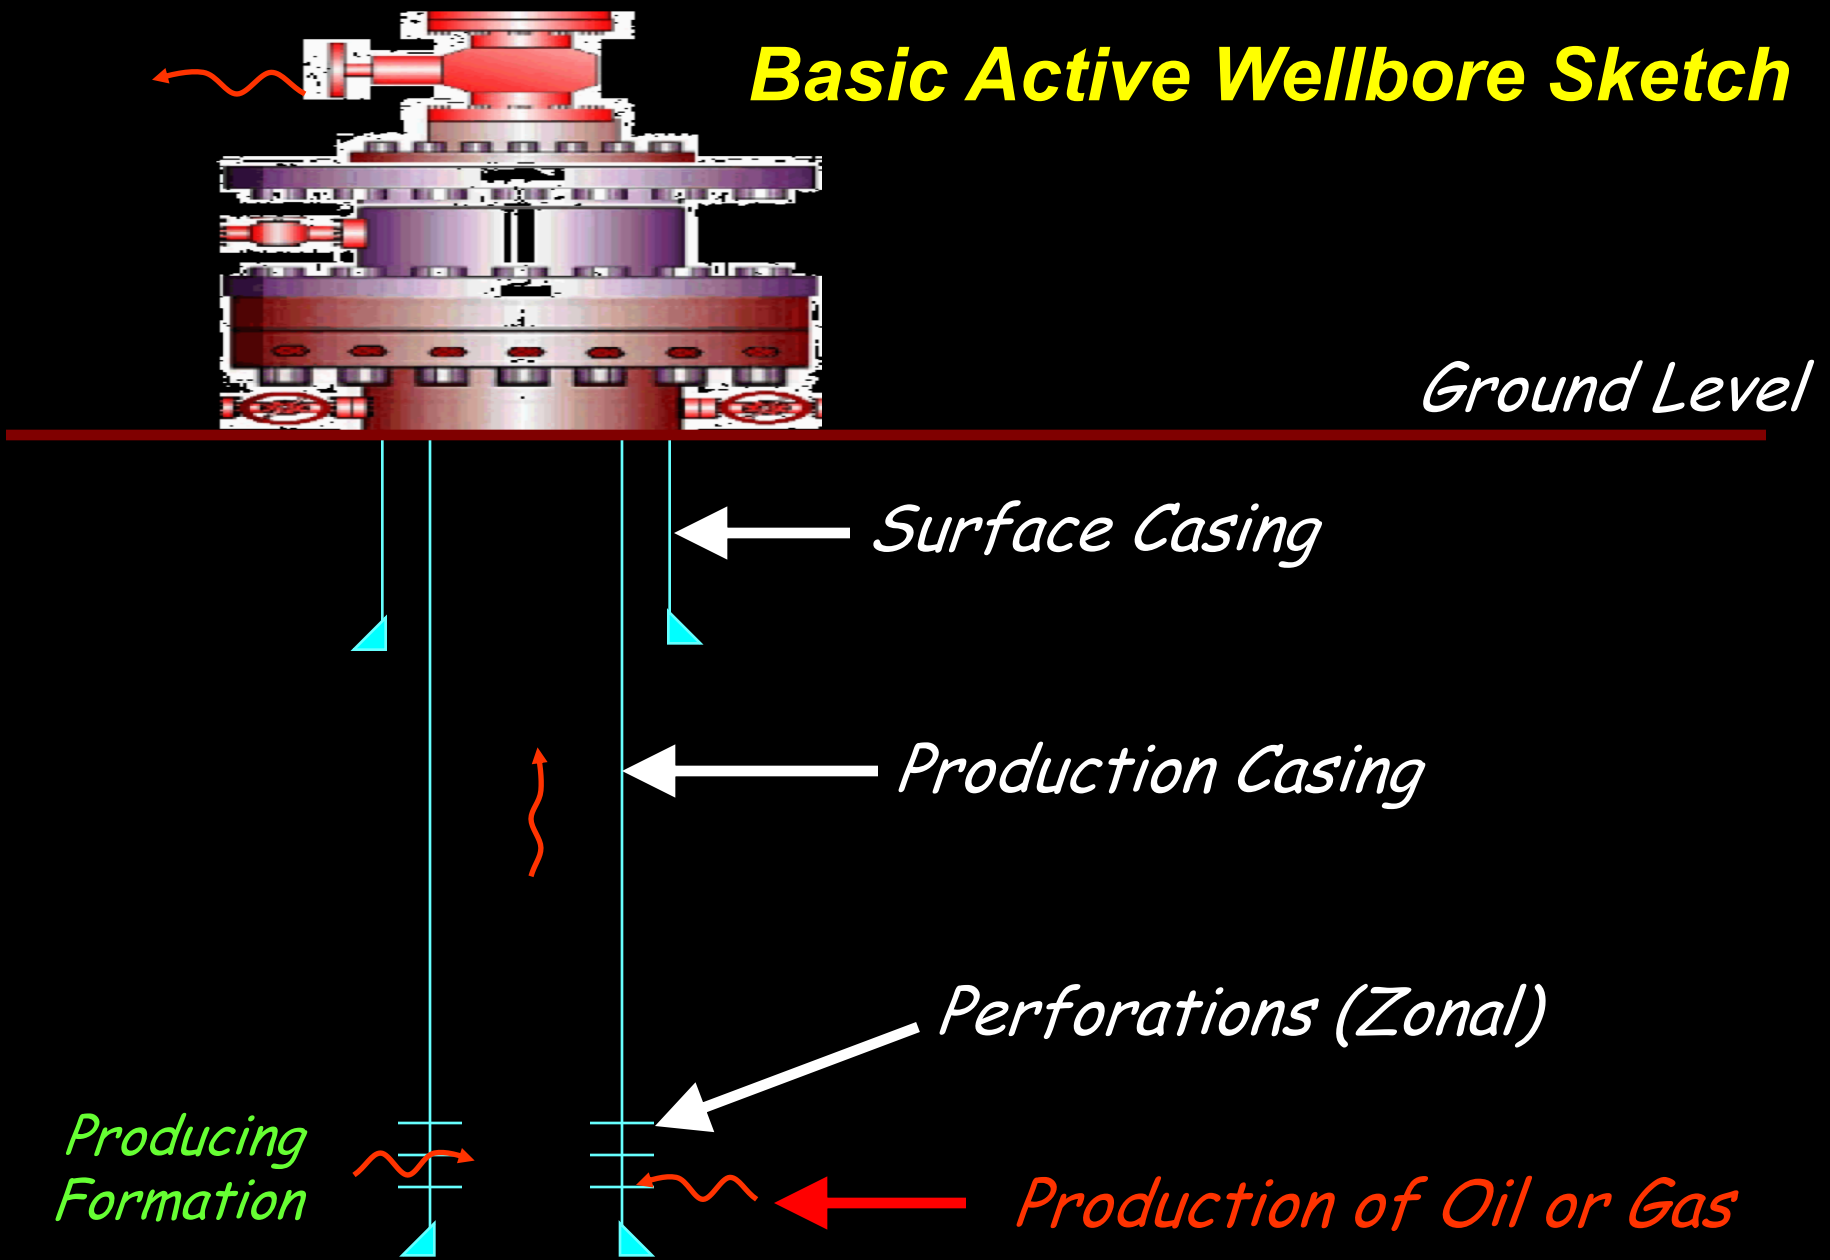 Basic Active Wellbore Sketch
Ground Level
Surface Casing
Production Casing
Perforations (Zonal)
Producing
Formation
Production of Oil or Gas